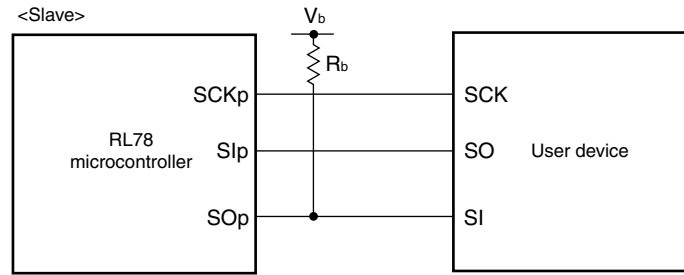 <Slave>
Vb
Rb
SCKp
SCK
RL78
microcontroller
SIp
SO
User device
SOp
SI